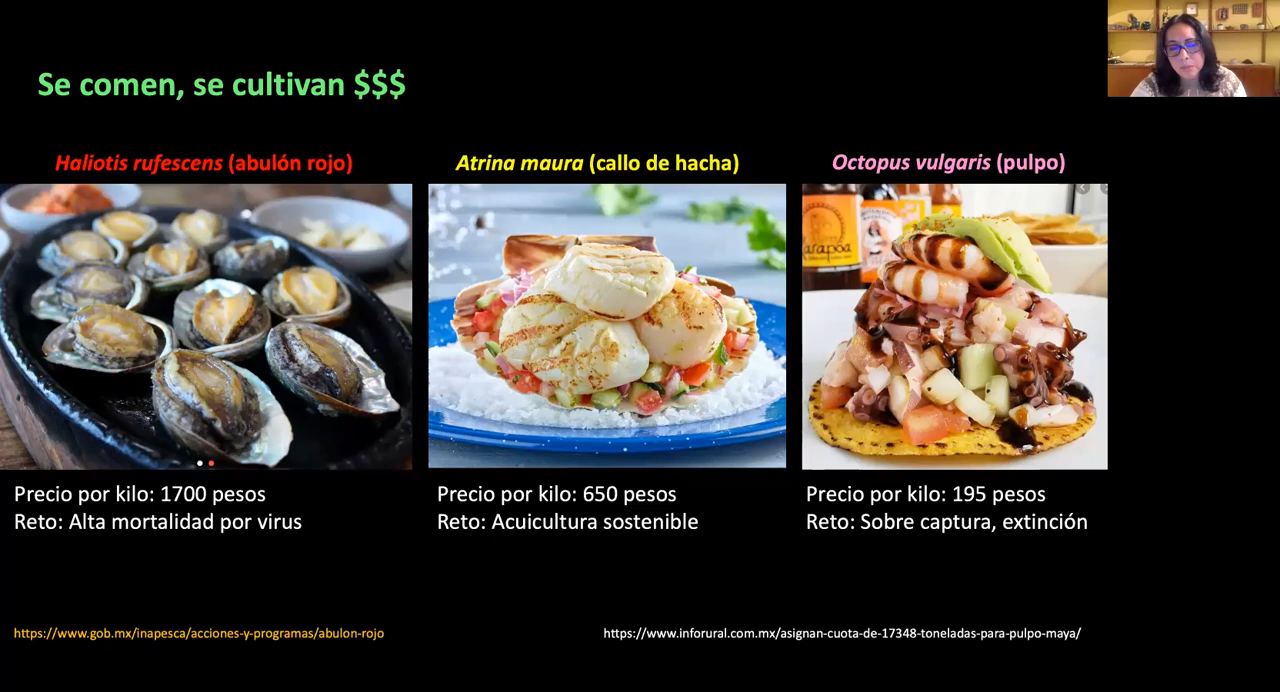 Se comen, se cultivan $$$
Haliotis rufescens (abulón rojo)
Atrina maura (callo de hacha)
Octopus vulgaris (pulpo)
Precio por kilo: 1700 pesos
Reto: Alta mortalidad por virus
Precio por kilo: 650 pesos
Reto: Acuicultura sostenible
Precio por kilo: 195 pesos
Reto: Sobre captura, extinción
https://www.gob.mx/inapesca/acciones-y-programas/abulon-rojo
https://www.inforural.com.mx/asignan-cuota-de-17348-toneladas-para-pulpo-maya/